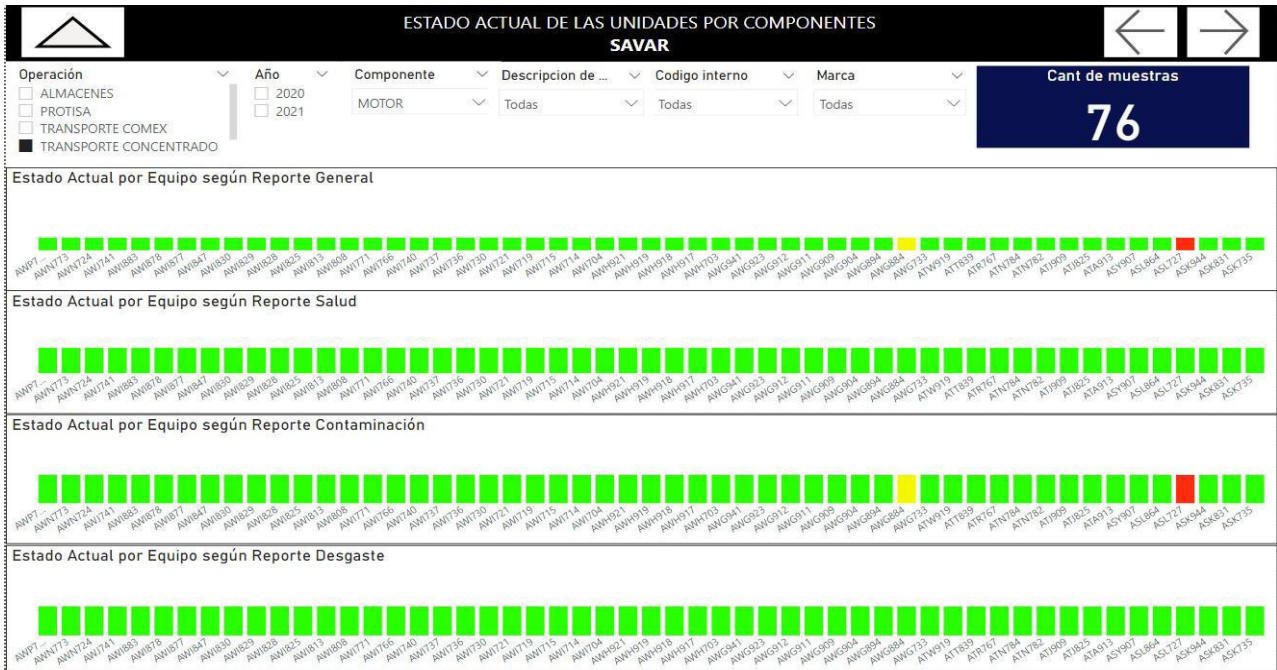 ESTADO ACTUAL DE LAS UNIDADES POR COMPONENTES
SAVAR
Operación Año Componente Descripcion de ... Codigo interno Marca
ALMACENES
PROTISA
TRANSPORTE COMEX
TRANSPORTE CONCENTRADO
2020
2021
MOTOR Todas Todas Todas
Cant de muestras
76
Estado Actual por Equipo según Reporte General
AWP7... AWN773 AWN724 AWJ741 AWI883 AWI878 AWI877 AWI847 AWI830 AWI829 AWI828 AWI825 AWI813 AWI808 AWI771 AWI766 AWI740 AWI737 AWI736 AWI730 AWI721 AWI719 AWI715 AWI714 AWI704 AWH921 AWH919 AWH918 AWH917 AWH703 AWG941 AWG923 AWG912 AWG911 AWG909 AWG904 AWG894 AWG884 AWG733 ATW919 ATT839 ATR767 ATN784 ATN782 ATJ909 ATJ825 ATA913 ASY907 ASL864 ASL727 ASK944 ASK831 ASK735
Estado Actual por Equipo según Reporte Salud
AWP7... AWN773 AWN724 AWJ741 AWI883 AWI878 AWI877 AWI847 AWI830 AWI829 AWI828 AWI825 AWI813 AWI808 AWI771 AWI766 AWI740 AWI737 AWI736 AWI730 AWI721 AWI719 AWI715 AWI714 AWI704 AWH921 AWH919 AWH918 AWH917 AWH703 AWG941 AWG923 AWG912 AWG911 AWG909 AWG904 AWG894 AWG884 AWG733 ATW919 ATT839 ATR767 ATN784 ATN782 ATJ909 ATJ825 ATA913 ASY907 ASL864 ASL727 ASK944 ASK831 ASK735
Estado Actual por Equipo según Reporte Contaminación
AWP7... AWN773 AWN724 AWJ741 AWI883 AWI878 AWI877 AWI847 AWI830 AWI829 AWI828 AWI825 AWI813 AWI808 AWI771 AWI766 AWI740 AWI737 AWI736 AWI730 AWI721 AWI719 AWI715 AWI714 AWI704 AWH921 AWH919 AWH918 AWH917 AWH703 AWG941 AWG923 AWG912 AWG911 AWG909 AWG904 AWG894 AWG884 AWG733 ATW919 ATT839 ATR767 ATN784 ATN782 ATJ909 ATJ825 ATA913 ASY907 ASL864 ASL727 ASK944 ASK831 ASK735
Estado Actual por Equipo según Reporte Desgaste
AWP7... AWN773 AWN724 AWJ741 AWI883 AWI878 AWI877 AWI847 AWI830 AWI829 AWI828 AWI825 AWI813 AWI808 AWI771 AWI766 AWI740 AWI737 AWI736 AWI730 AWI721 AWI719 AWI715 AWI714 AWI704 AWH921 AWH919 AWH918 AWH917 AWH703 AWG941 AWG923 AWG912 AWG911 AWG909 AWG904 AWG894 AWG884 AWG733 ATW919 ATT839 ATR767 ATN784 ATN782 ATJ909 ATJ825 ATA913 ASY907 ASL864 ASL727 ASK944 ASK831 ASK735